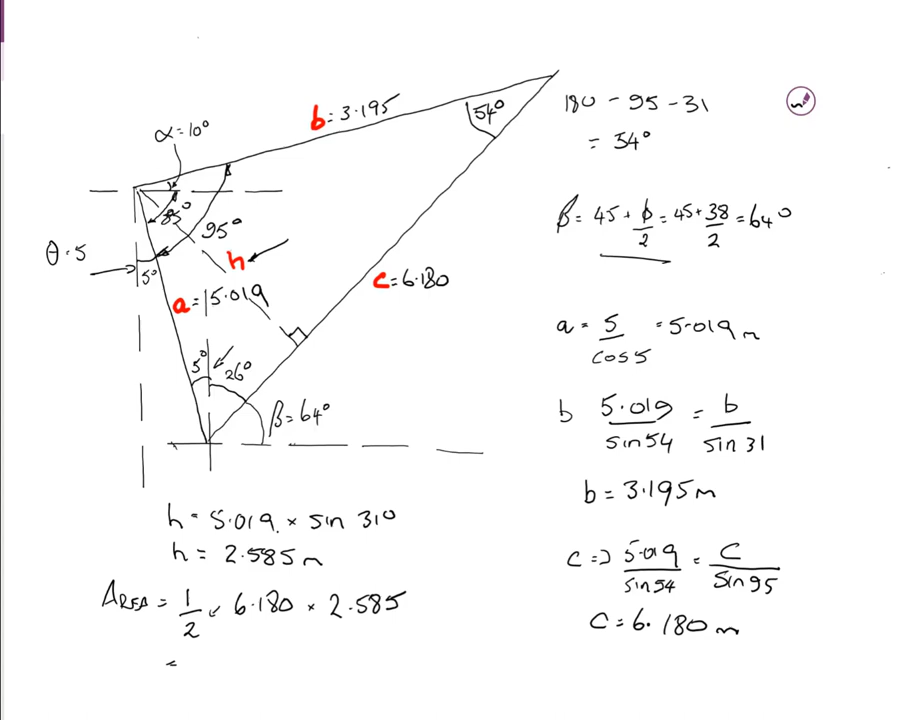 b = 3.195
54°
α = 10°
85°
95°
θ = 5
5°
h
a = 5.019
c = 6.180
5°
26°
β = 64°
h = 5.019 × sin 31°
h = 2.585 m
AREA = 1/2 × 6.180 × 2.585
=
180 - 95 - 31
= 54°
β = 45 + ϕ/2 = 45 + 38/2 = 64°
a = 5/cos 5 = 5.019 m
b 5.019/sin 54 = b/sin 31
b = 3.195 m
c => 5.019/sin 54 = c/sin 95
c = 6.180 m